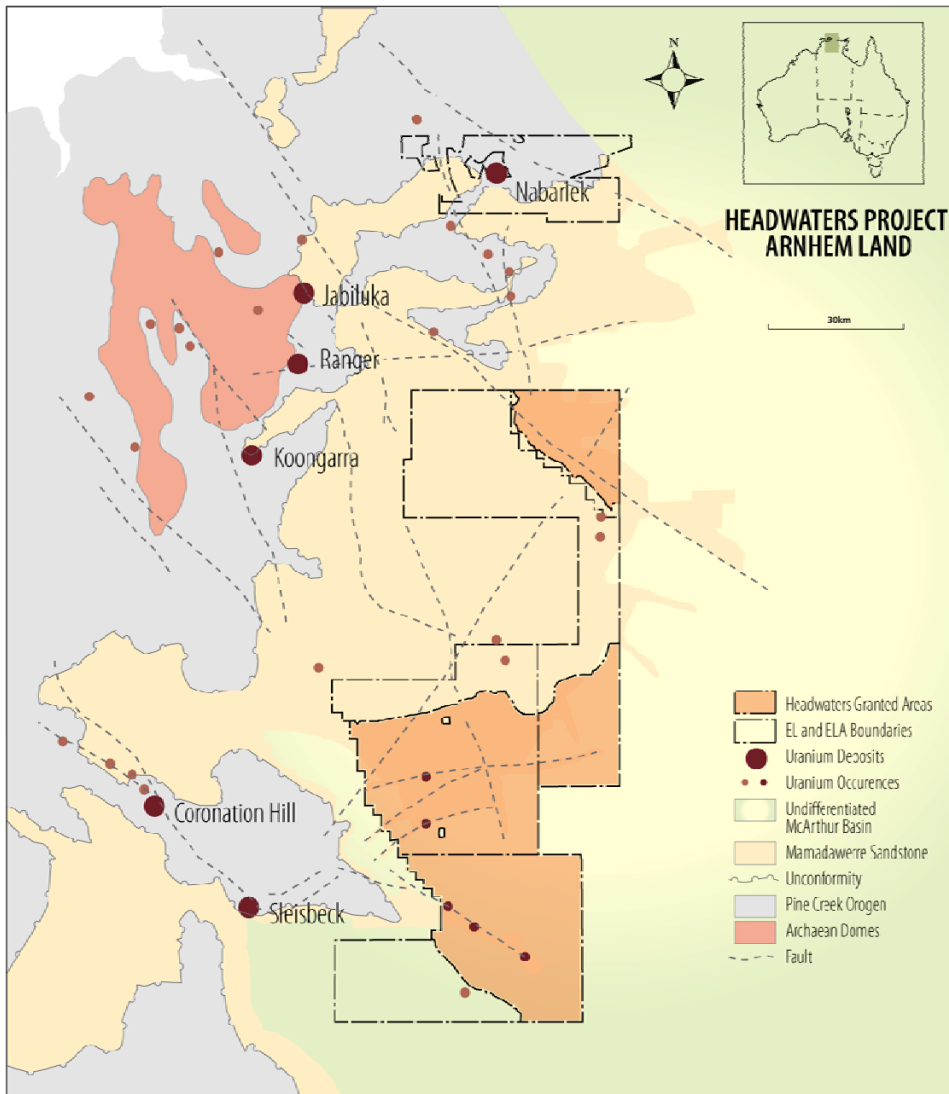 N
Nabarlek
HEADWATERS PROJECT
ARNHEM LAND
Jabiluka
30km
Ranger
Koongarra
Headwaters Granted Areas
EL and ELA Boundaries
Uranium Deposits
Uranium Occurences
Coronation Hill
Undifferentiated
McArthur Basin
Mamadawerre Sandstone
Unconformity
Sleisbeck
Pine Creek Orogen
Archaean Domes
Fault